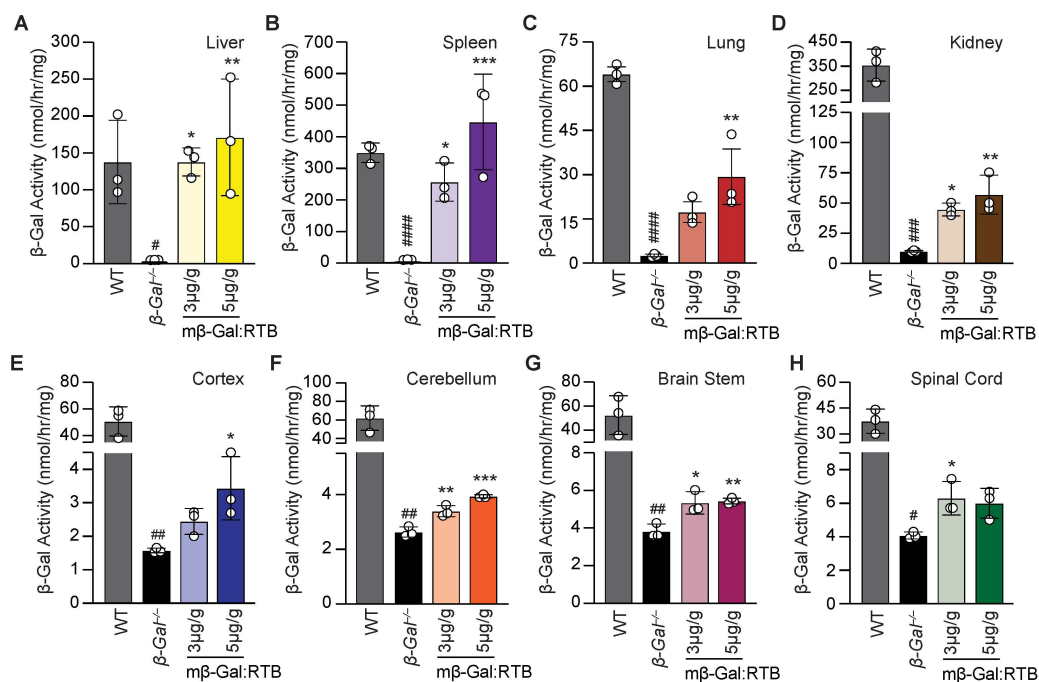 A
Liver
β-Gal Activity (nmol/hr/mg)
300
250
200
150
100
50
0
#
*
**
WT
β-Gal-/-
3µg/g
5µg/g
mβ-Gal:RTB
B
Spleen
β-Gal Activity (nmol/hr/mg)
700
600
500
400
300
200
100
0
####
*
***
WT
β-Gal-/-
3µg/g
5µg/g
mβ-Gal:RTB
C
Lung
β-Gal Activity (nmol/hr/mg)
75
60
45
30
15
0
####
**
WT
β-Gal-/-
3µg/g
5µg/g
mβ-Gal:RTB
D
Kidney
β-Gal Activity (nmol/hr/mg)
450
350
250
125
100
75
50
25
0
###
*
**
WT
β-Gal-/-
3µg/g
5µg/g
mβ-Gal:RTB
E
Cortex
β-Gal Activity (nmol/hr/mg)
80
60
40
5
4
3
2
1
0
##
*
WT
β-Gal-/-
3µg/g
5µg/g
mβ-Gal:RTB
F
Cerebellum
β-Gal Activity (nmol/hr/mg)
100
80
60
40
4
2
0
##
**
***
WT
β-Gal-/-
3µg/g
5µg/g
mβ-Gal:RTB
G
Brain Stem
β-Gal Activity (nmol/hr/mg)
80
60
40
8
6
4
2
0
##
*
**
WT
β-Gal-/-
3µg/g
5µg/g
mβ-Gal:RTB
H
Spinal Cord
β-Gal Activity (nmol/hr/mg)
60
45
30
8
6
4
2
0
#
*
WT
β-Gal-/-
3µg/g
5µg/g
mβ-Gal:RTB